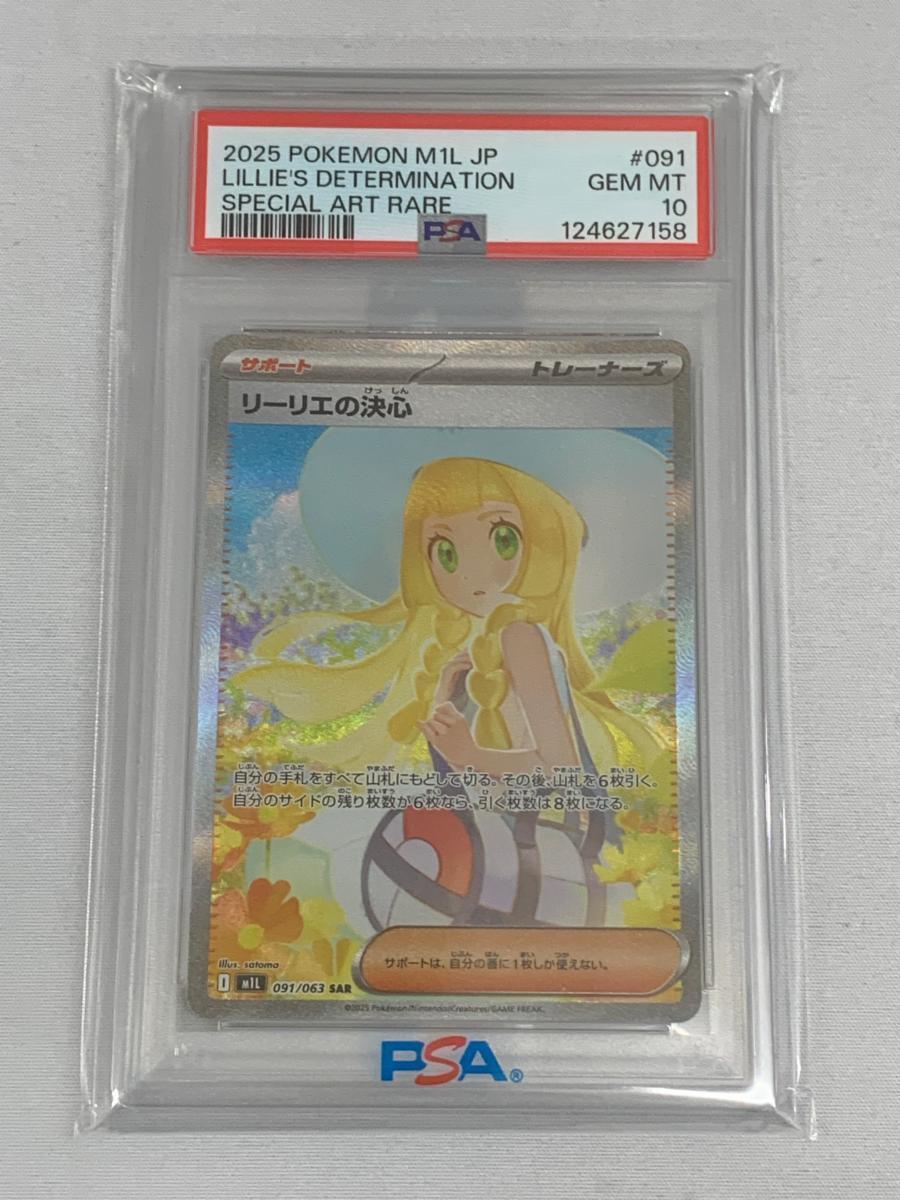 2025 POKEMON M1L JP #091
LILLIE'S DETERMINATION GEM MT
SPECIAL ART RARE 10
PSA 124627158
サポート トレーナーズ
けっ しん
リーリエの決心
じぶん てふだ やまふだ き ご やまふだ まい ひ
自分の手札をすべて山札にもどして切る。その後、山札を6枚引く。
じぶん のこ まいすう まい ひ まいすう まい
自分のサイドの残り枚数が6枚なら、引く枚数は8枚になる。
じぶん ばん まい つか
サポートは、自分の番に1枚しか使えない。
Illus. satoma
I M1L 091/063 SAR
©2025 Pokémon/Nintendo/Creatures/GAME FREAK.
PSA®